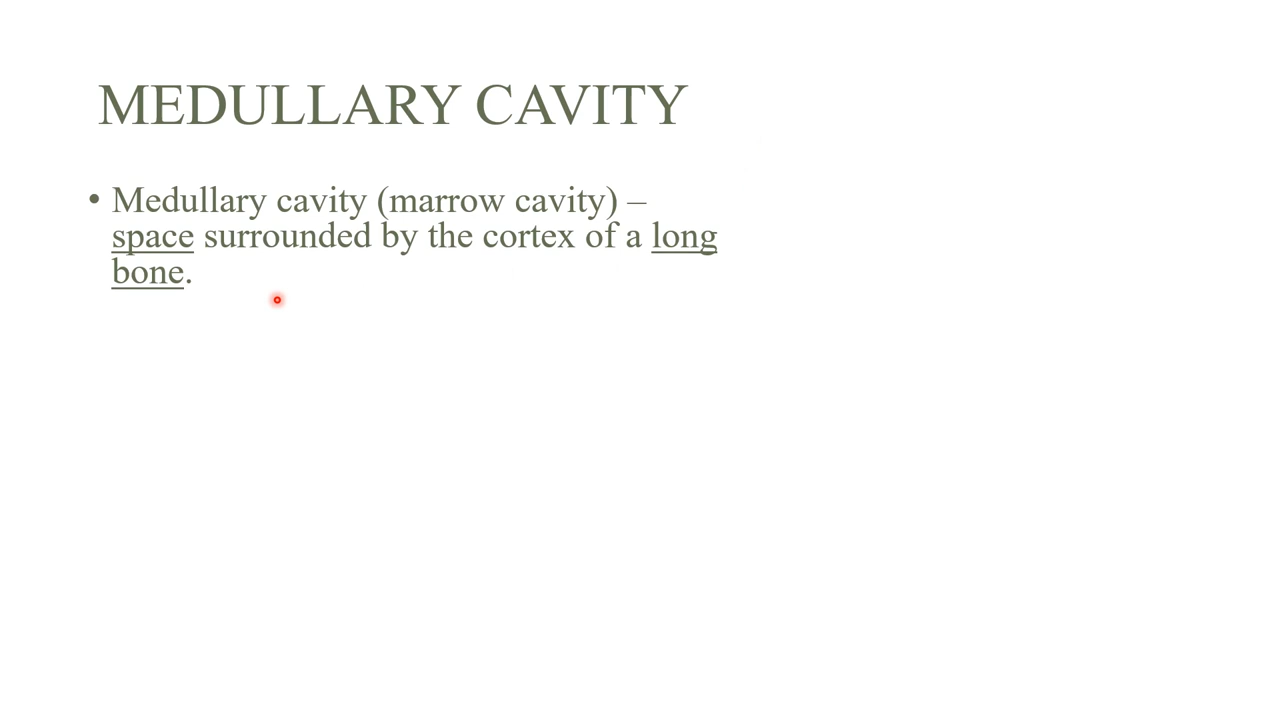 MEDULLARY CAVITY
• Medullary cavity (marrow cavity) –
space surrounded by the cortex of a long
bone.